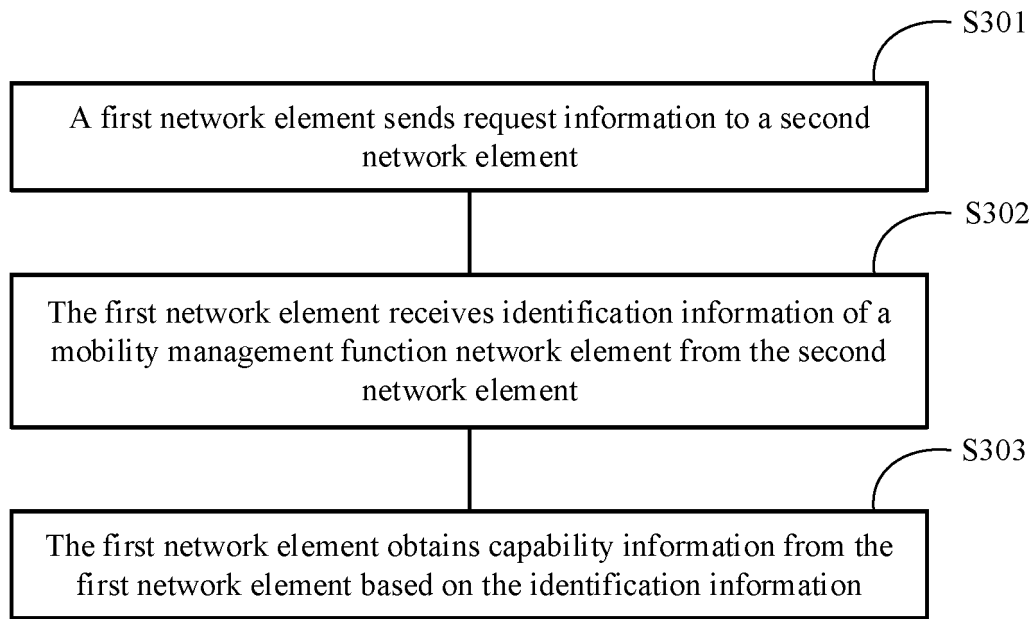 S301
A first network element sends request information to a second
network element
S302
The first network element receives identification information of a
mobility management function network element from the second
network element
S303
The first network element obtains capability information from the
first network element based on the identification information